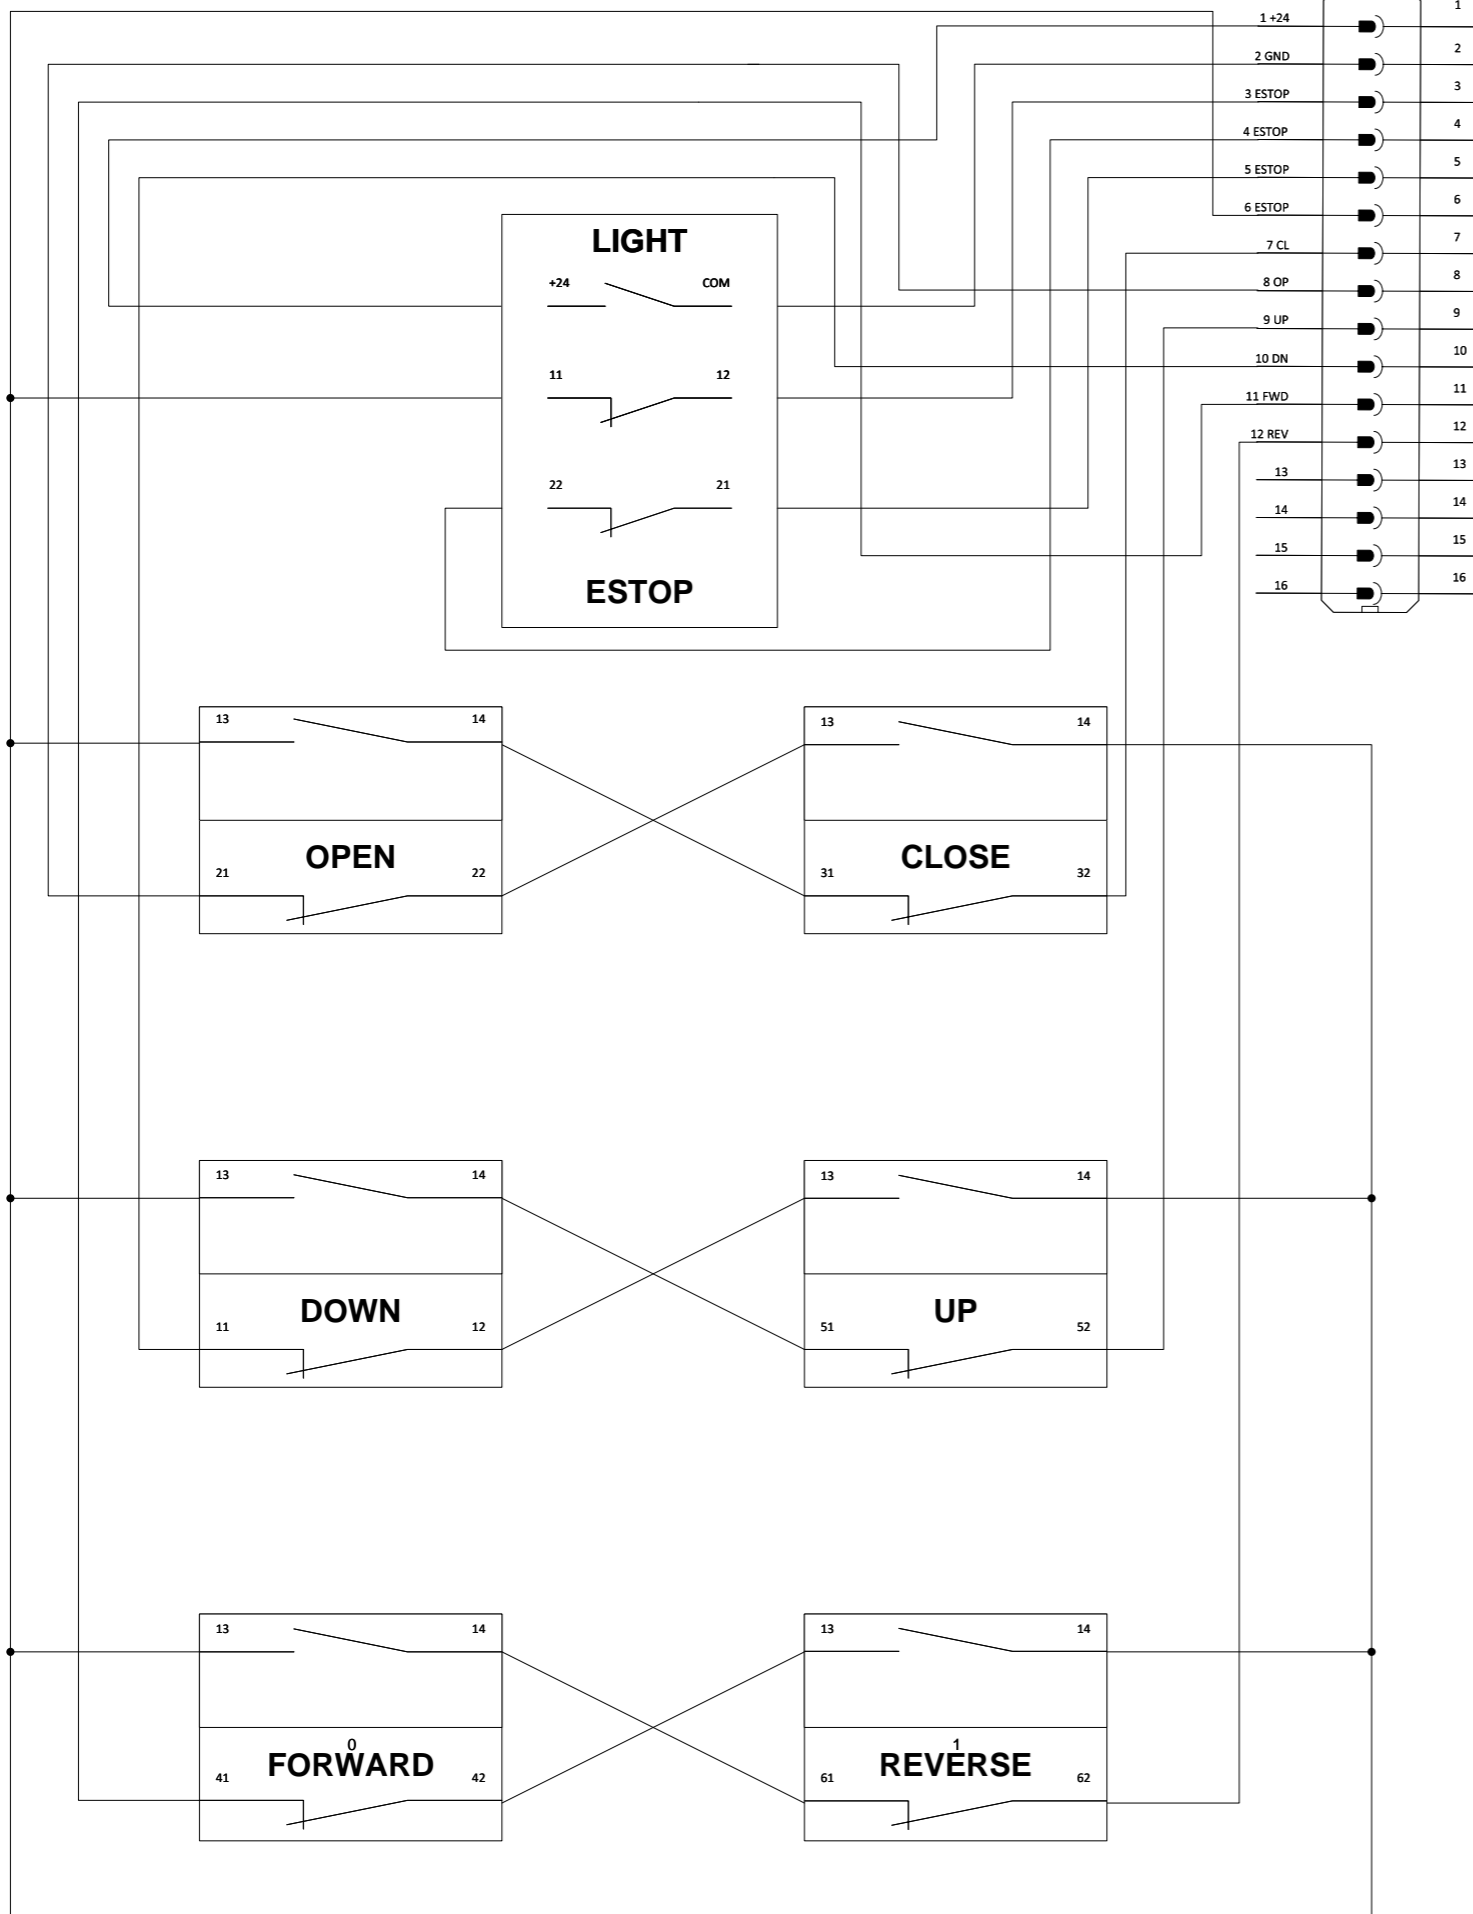 1
1 +24
2
2 GND
3
3 ESTOP
4
4 ESTOP
5
5 ESTOP
6
6 ESTOP
7
7 CL
8
8 OP
9
9 UP
10
10 DN
11
11 FWD
12
12 REV
13
13
14
14
15
15
16
16
LIGHT
+24 COM
11 12
22 21
ESTOP
13 14
OPEN
21 22
13 14
CLOSE
31 32
13 14
DOWN
11 12
13 14
UP
51 52
13 14
0
FORWARD
41 42
13 14
1
REVERSE
61 62